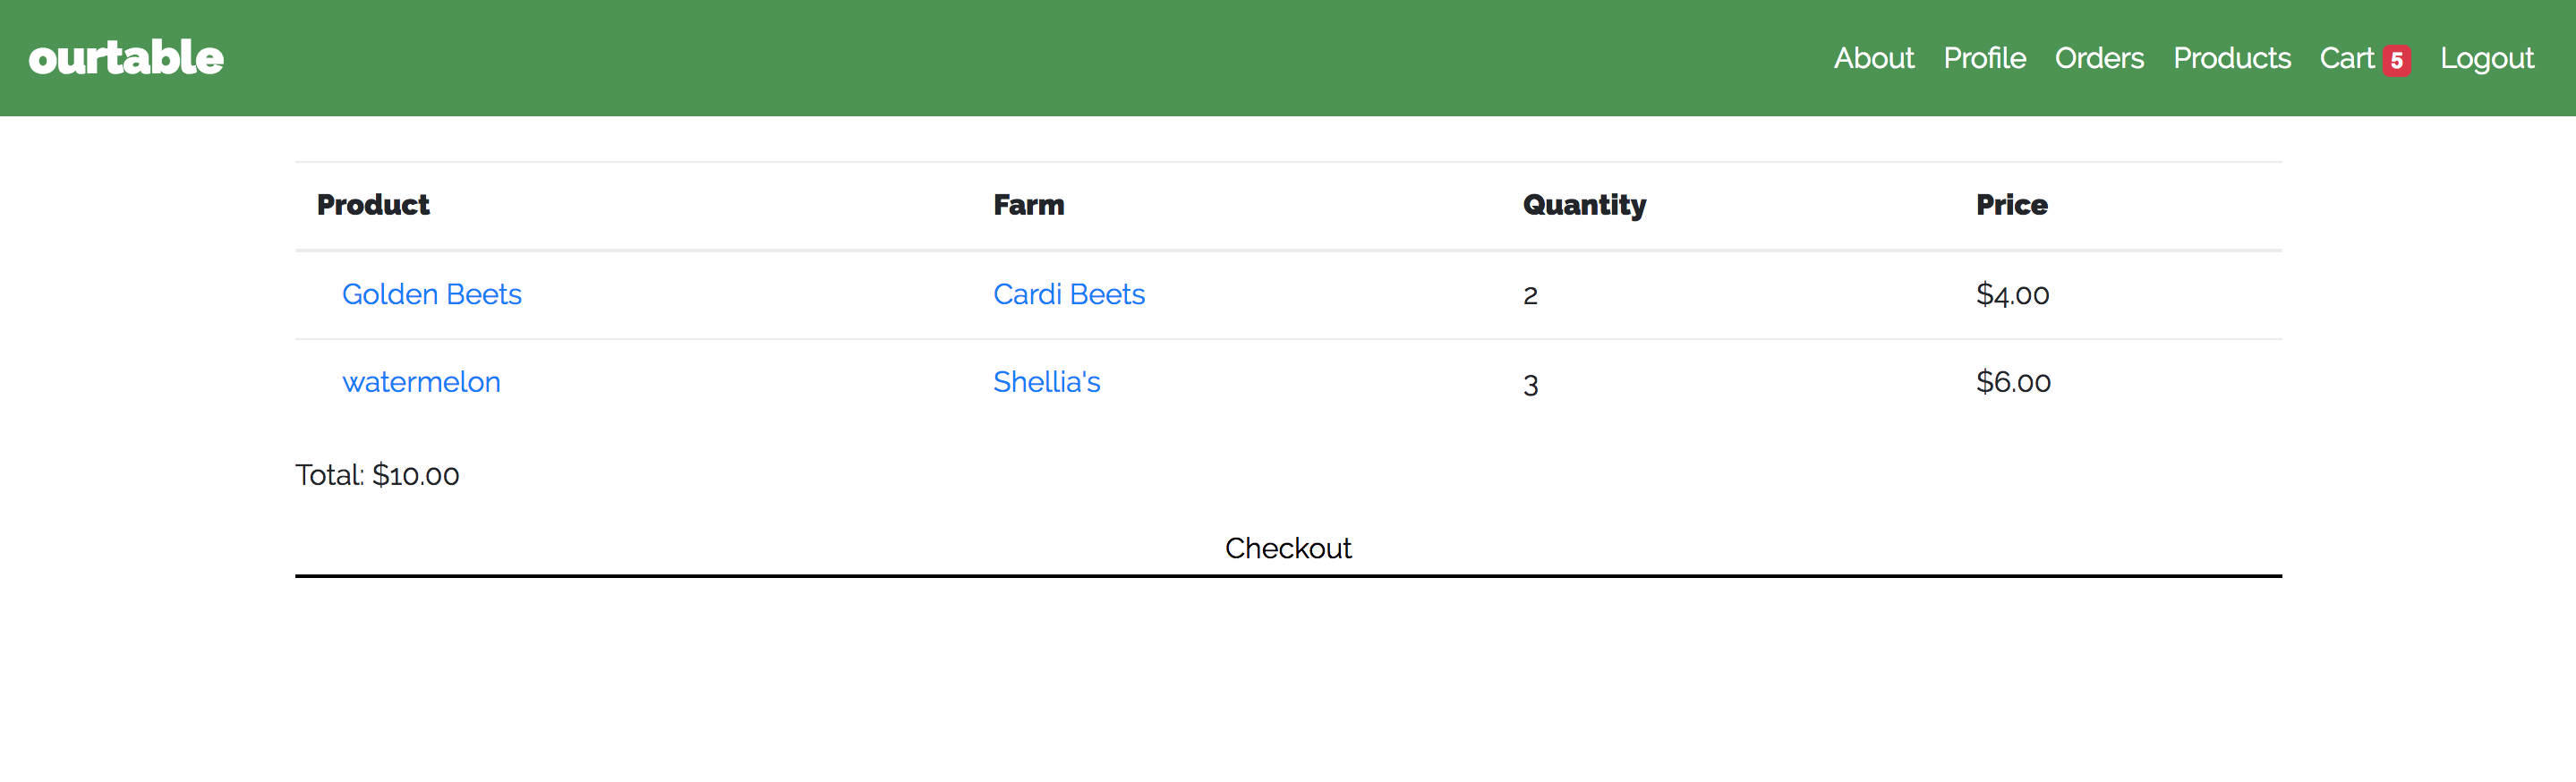 ourtable About Profile Orders Products Cart 5 Logout
Product Farm Quantity Price
Golden Beets Cardi Beets 2 $4.00
watermelon Shellia's 3 $6.00
Total: $10.00
Checkout